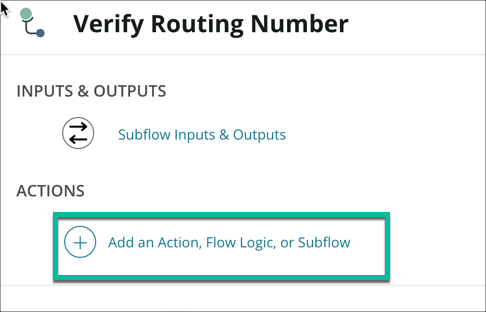 Verify Routing Number
INPUTS & OUTPUTS
Subflow Inputs & Outputs
ACTIONS
Add an Action, Flow Logic, or Subflow